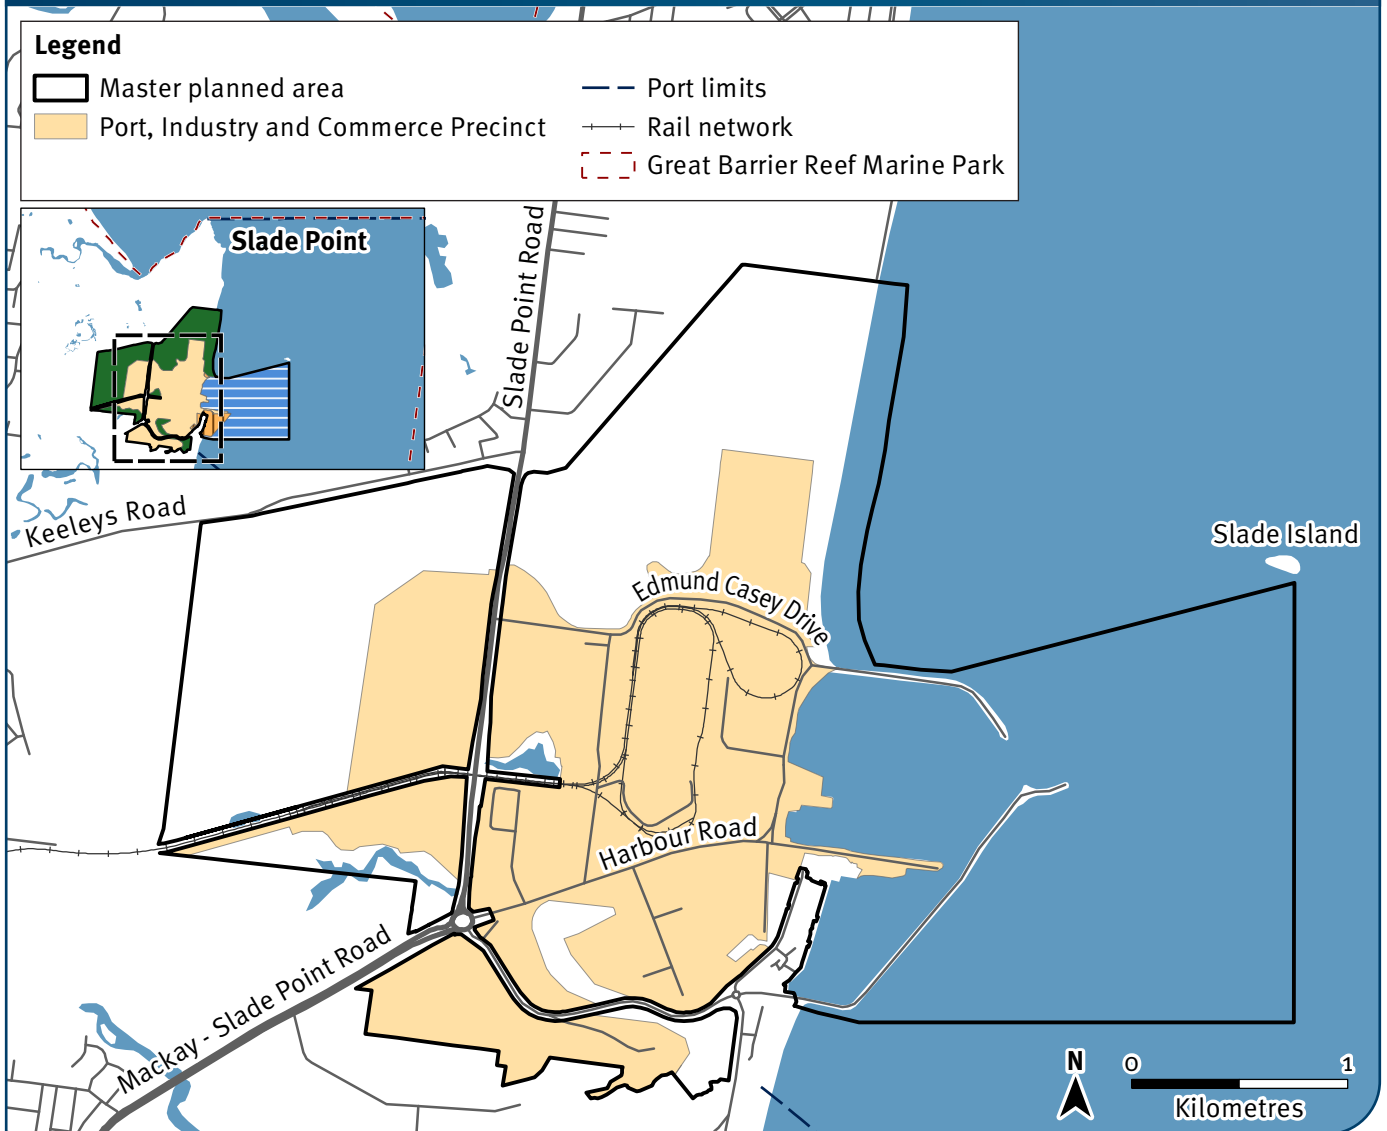 Legend
Master planned area
Port, Industry and Commerce Precinct
Port limits
Rail network
Great Barrier Reef Marine Park
Slade Point
Slade Point Road
Keeleys Road
Slade Island
Edmund Casey Drive
Harbour Road
Mackay - Slade Point Road
N
0 1
Kilometres